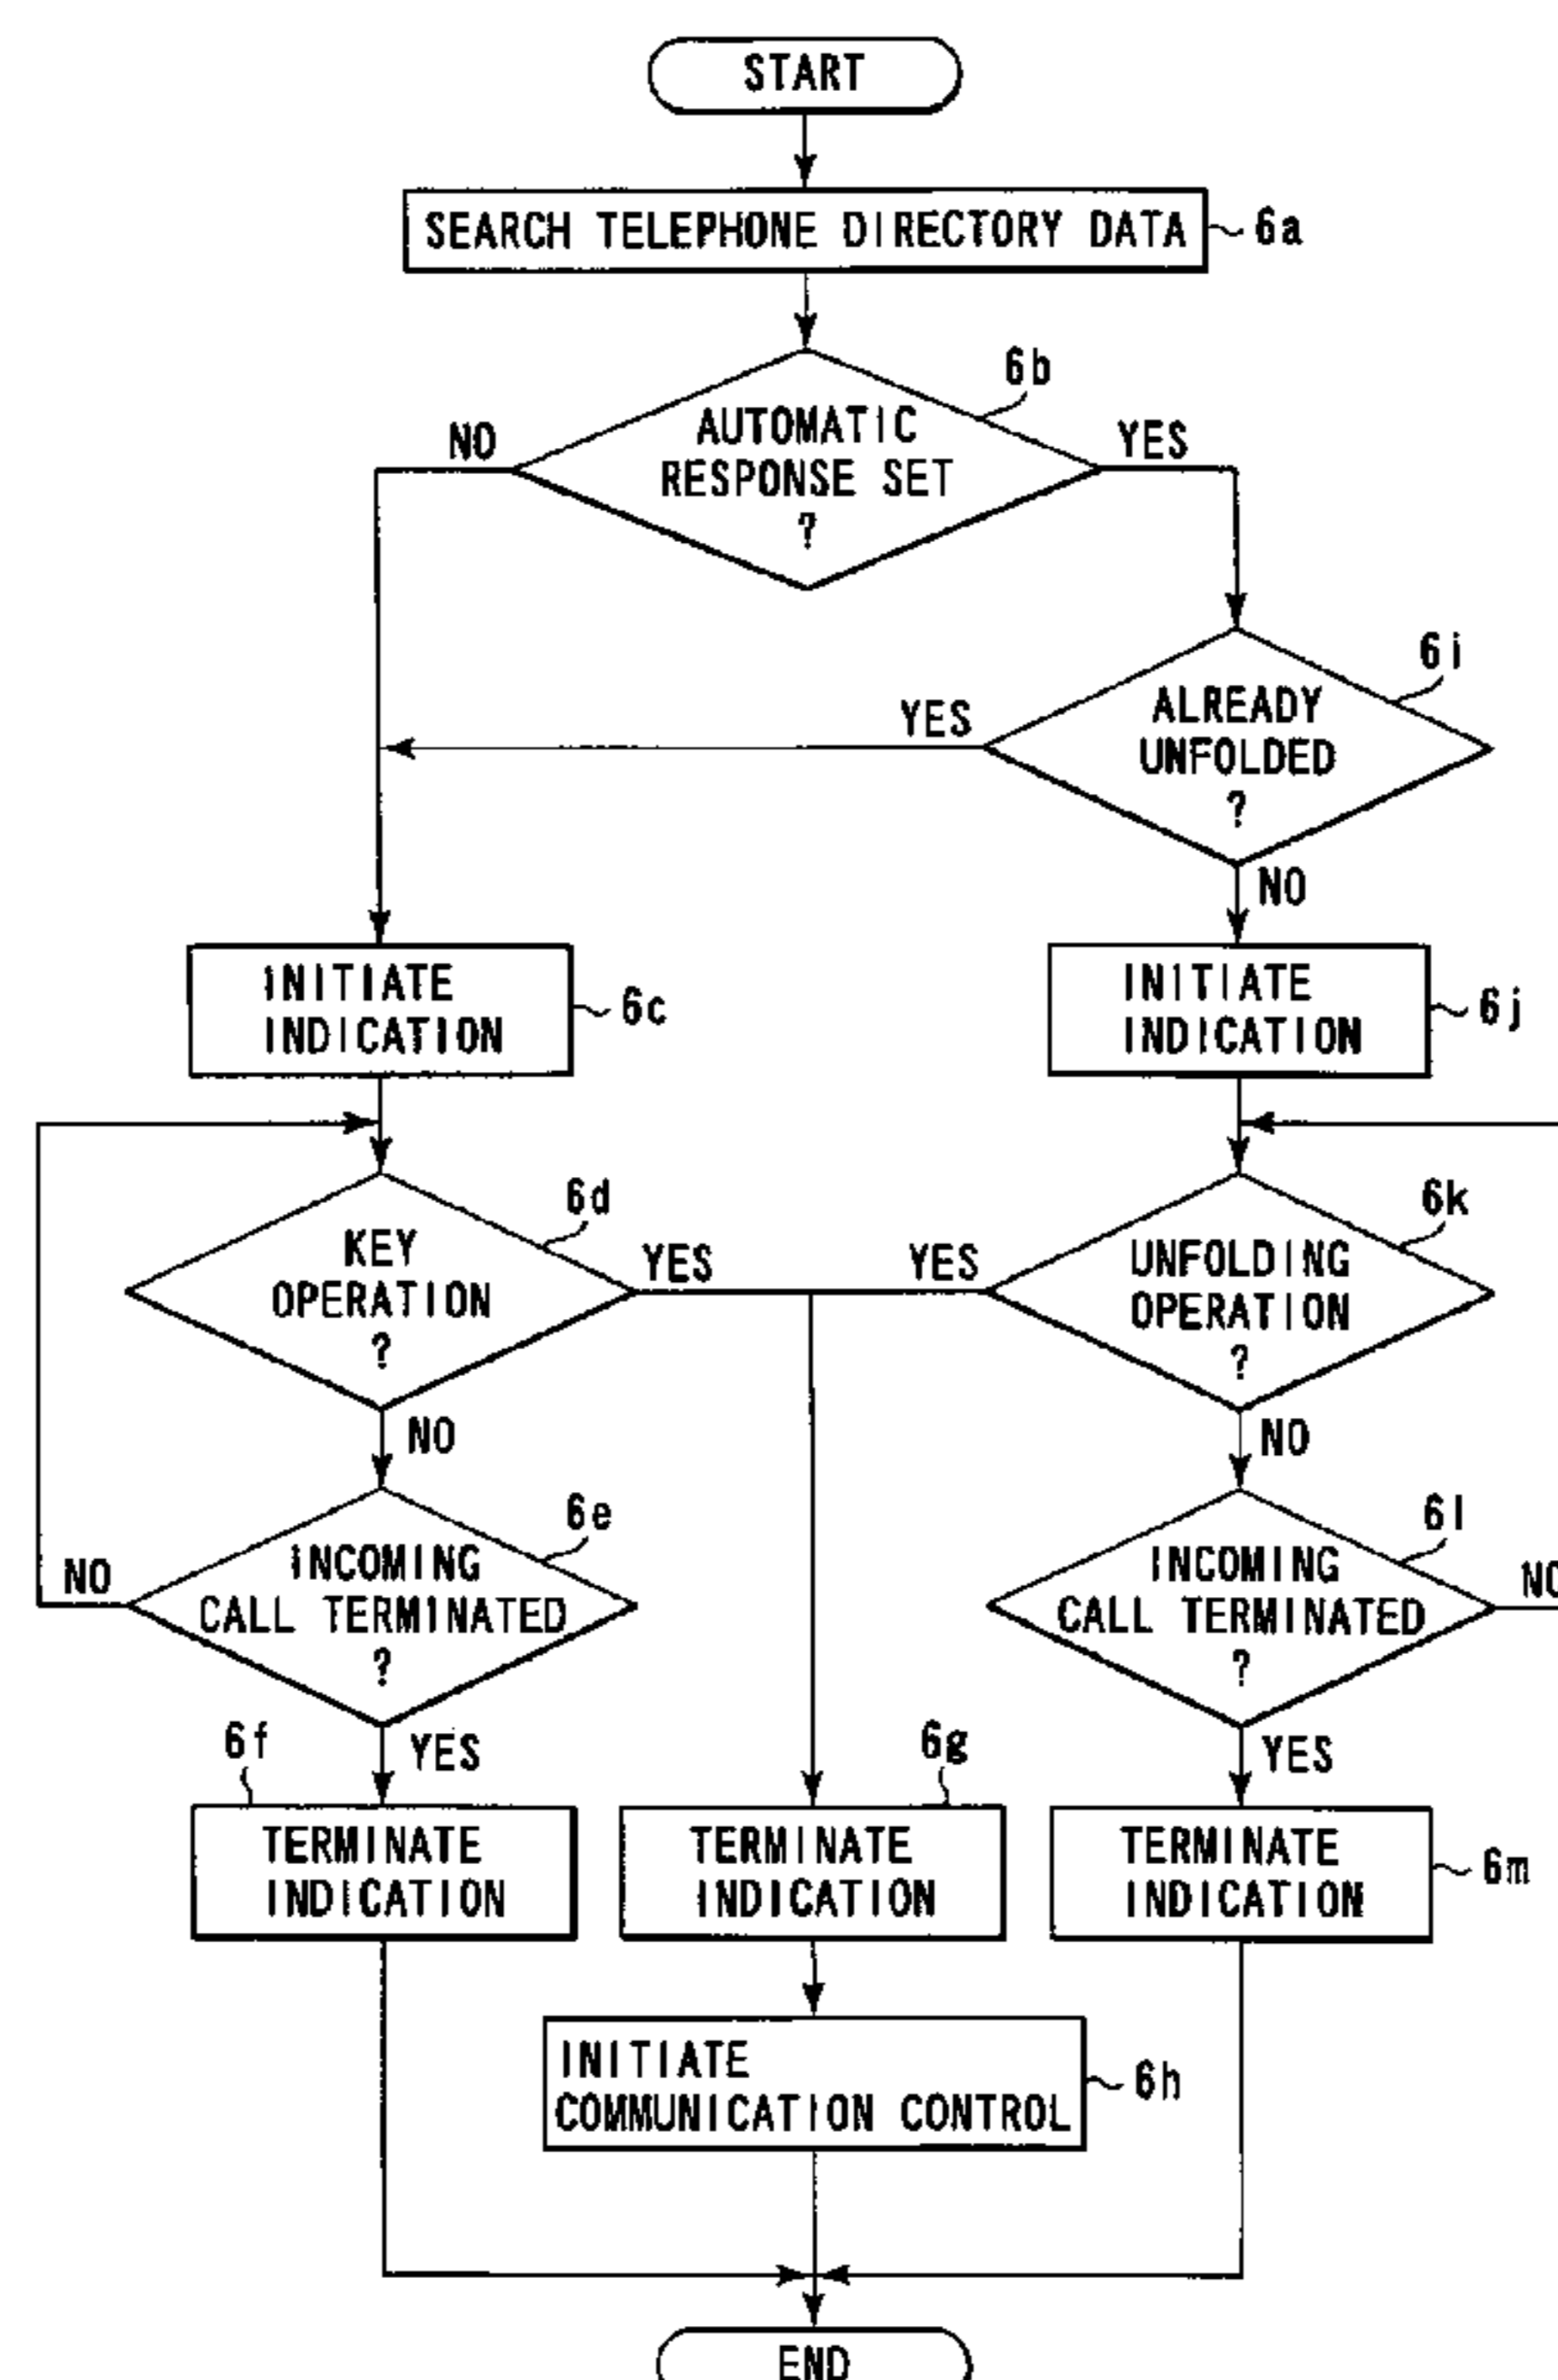 START
SEARCH TELEPHONE DIRECTORY DATA
6a
6b
AUTOMATIC
RESPONSE SET
?
NO
YES
6i
ALREADY
UNFOLDED
?
YES
NO
INITIATE
INDICATION
6c
INITIATE
INDICATION
6j
6d
KEY
OPERATION
?
YES
YES
6k
UNFOLDING
OPERATION
?
NO
NO
6e
INCOMING
CALL TERMINATED
?
NO
6l
INCOMING
CALL TERMINATED
?
NO
6f
YES
6g
YES
TERMINATE
INDICATION
TERMINATE
INDICATION
TERMINATE
INDICATION
6m
INITIATE
COMMUNICATION CONTROL
6h
END